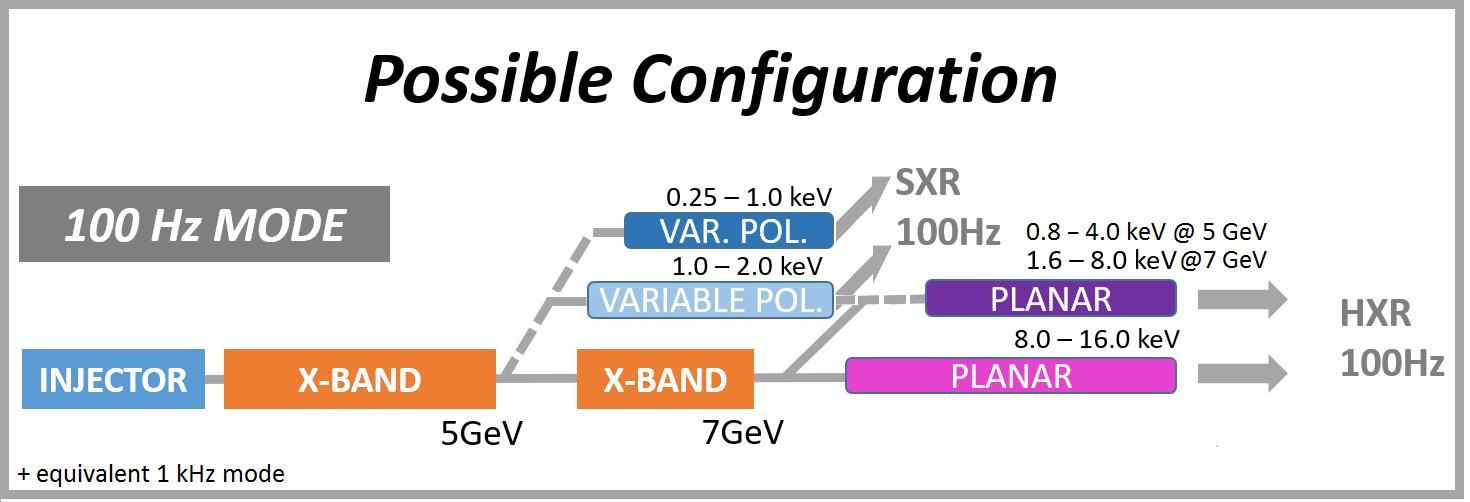 Possible Configuration
100 Hz MODE
0.25 – 1.0 keV
VAR. POL.
SXR
100Hz
1.0 – 2.0 keV
VARIABLE POL.
0.8 – 4.0 keV @ 5 GeV
1.6 – 8.0 keV @7 GeV
PLANAR
8.0 – 16.0 keV
PLANAR
HXR
100Hz
INJECTOR
X-BAND
X-BAND
5GeV
7GeV
+ equivalent 1 kHz mode